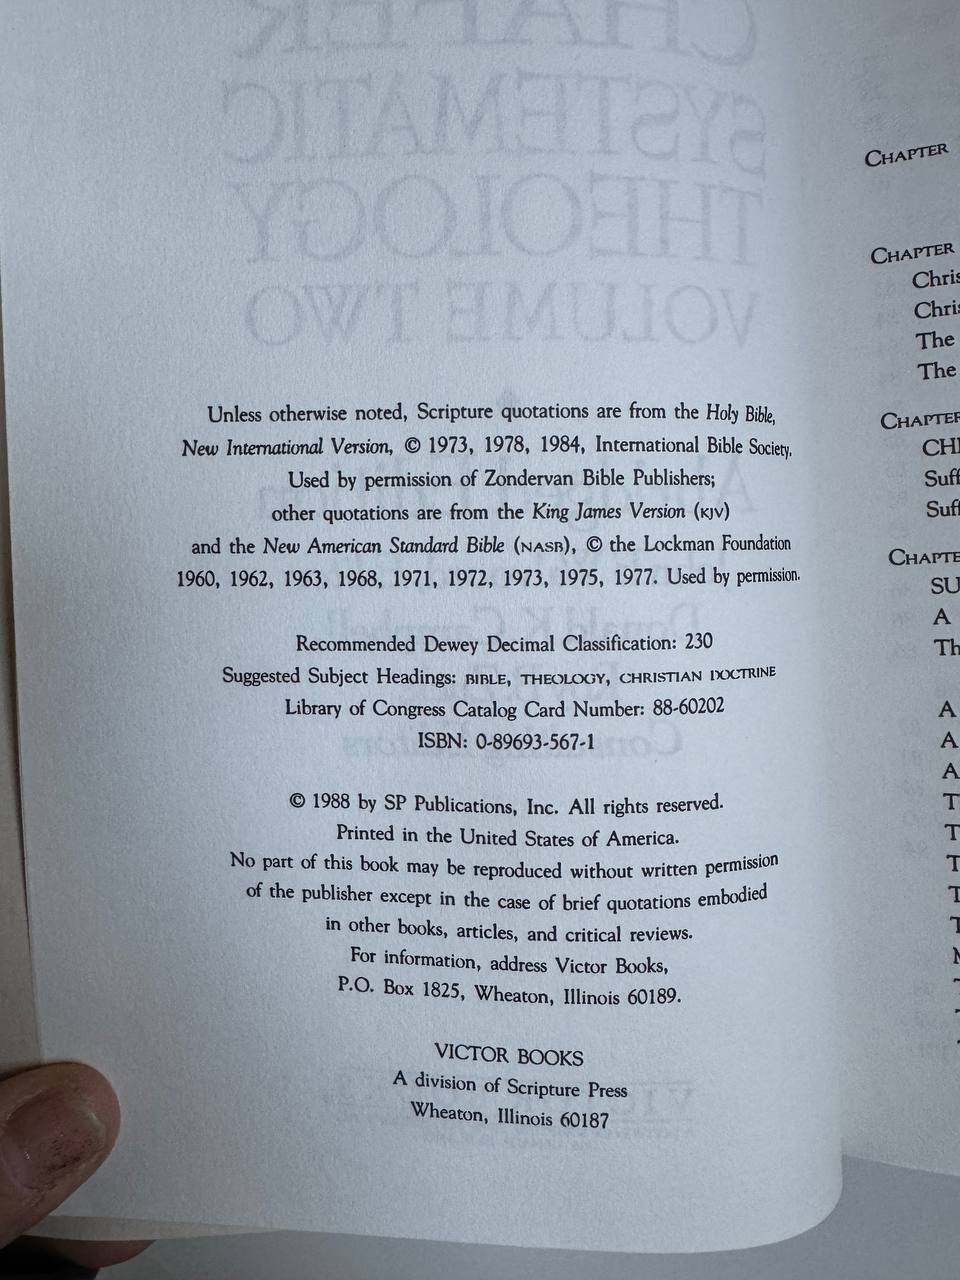 Unless otherwise noted, Scripture quotations are from the Holy Bible,
New International Version, © 1973, 1978, 1984, International Bible Society,
Used by permission of Zondervan Bible Publishers;
other quotations are from the King James Version (KJV)
and the New American Standard Bible (NASB), © the Lockman Foundation
1960, 1962, 1963, 1968, 1971, 1972, 1973, 1975, 1977. Used by permission.
Recommended Dewey Decimal Classification: 230
Suggested Subject Headings: BIBLE, THEOLOGY, CHRISTIAN DOCTRINE
Library of Congress Catalog Card Number: 88-60202
ISBN: 0-89693-567-1
© 1988 by SP Publications, Inc. All rights reserved.
Printed in the United States of America.
No part of this book may be reproduced without written permission
of the publisher except in the case of brief quotations embodied
in other books, articles, and critical reviews.
For information, address Victor Books,
P.O. Box 1825, Wheaton, Illinois 60189.
VICTOR BOOKS
A division of Scripture Press
Wheaton, Illinois 60187
CHAFER
SYSTEMATIC
THEOLOGY
VOLUME TWO
CHAPTER
CHAPTER
The
The
CHAPTER
A
A
A
A